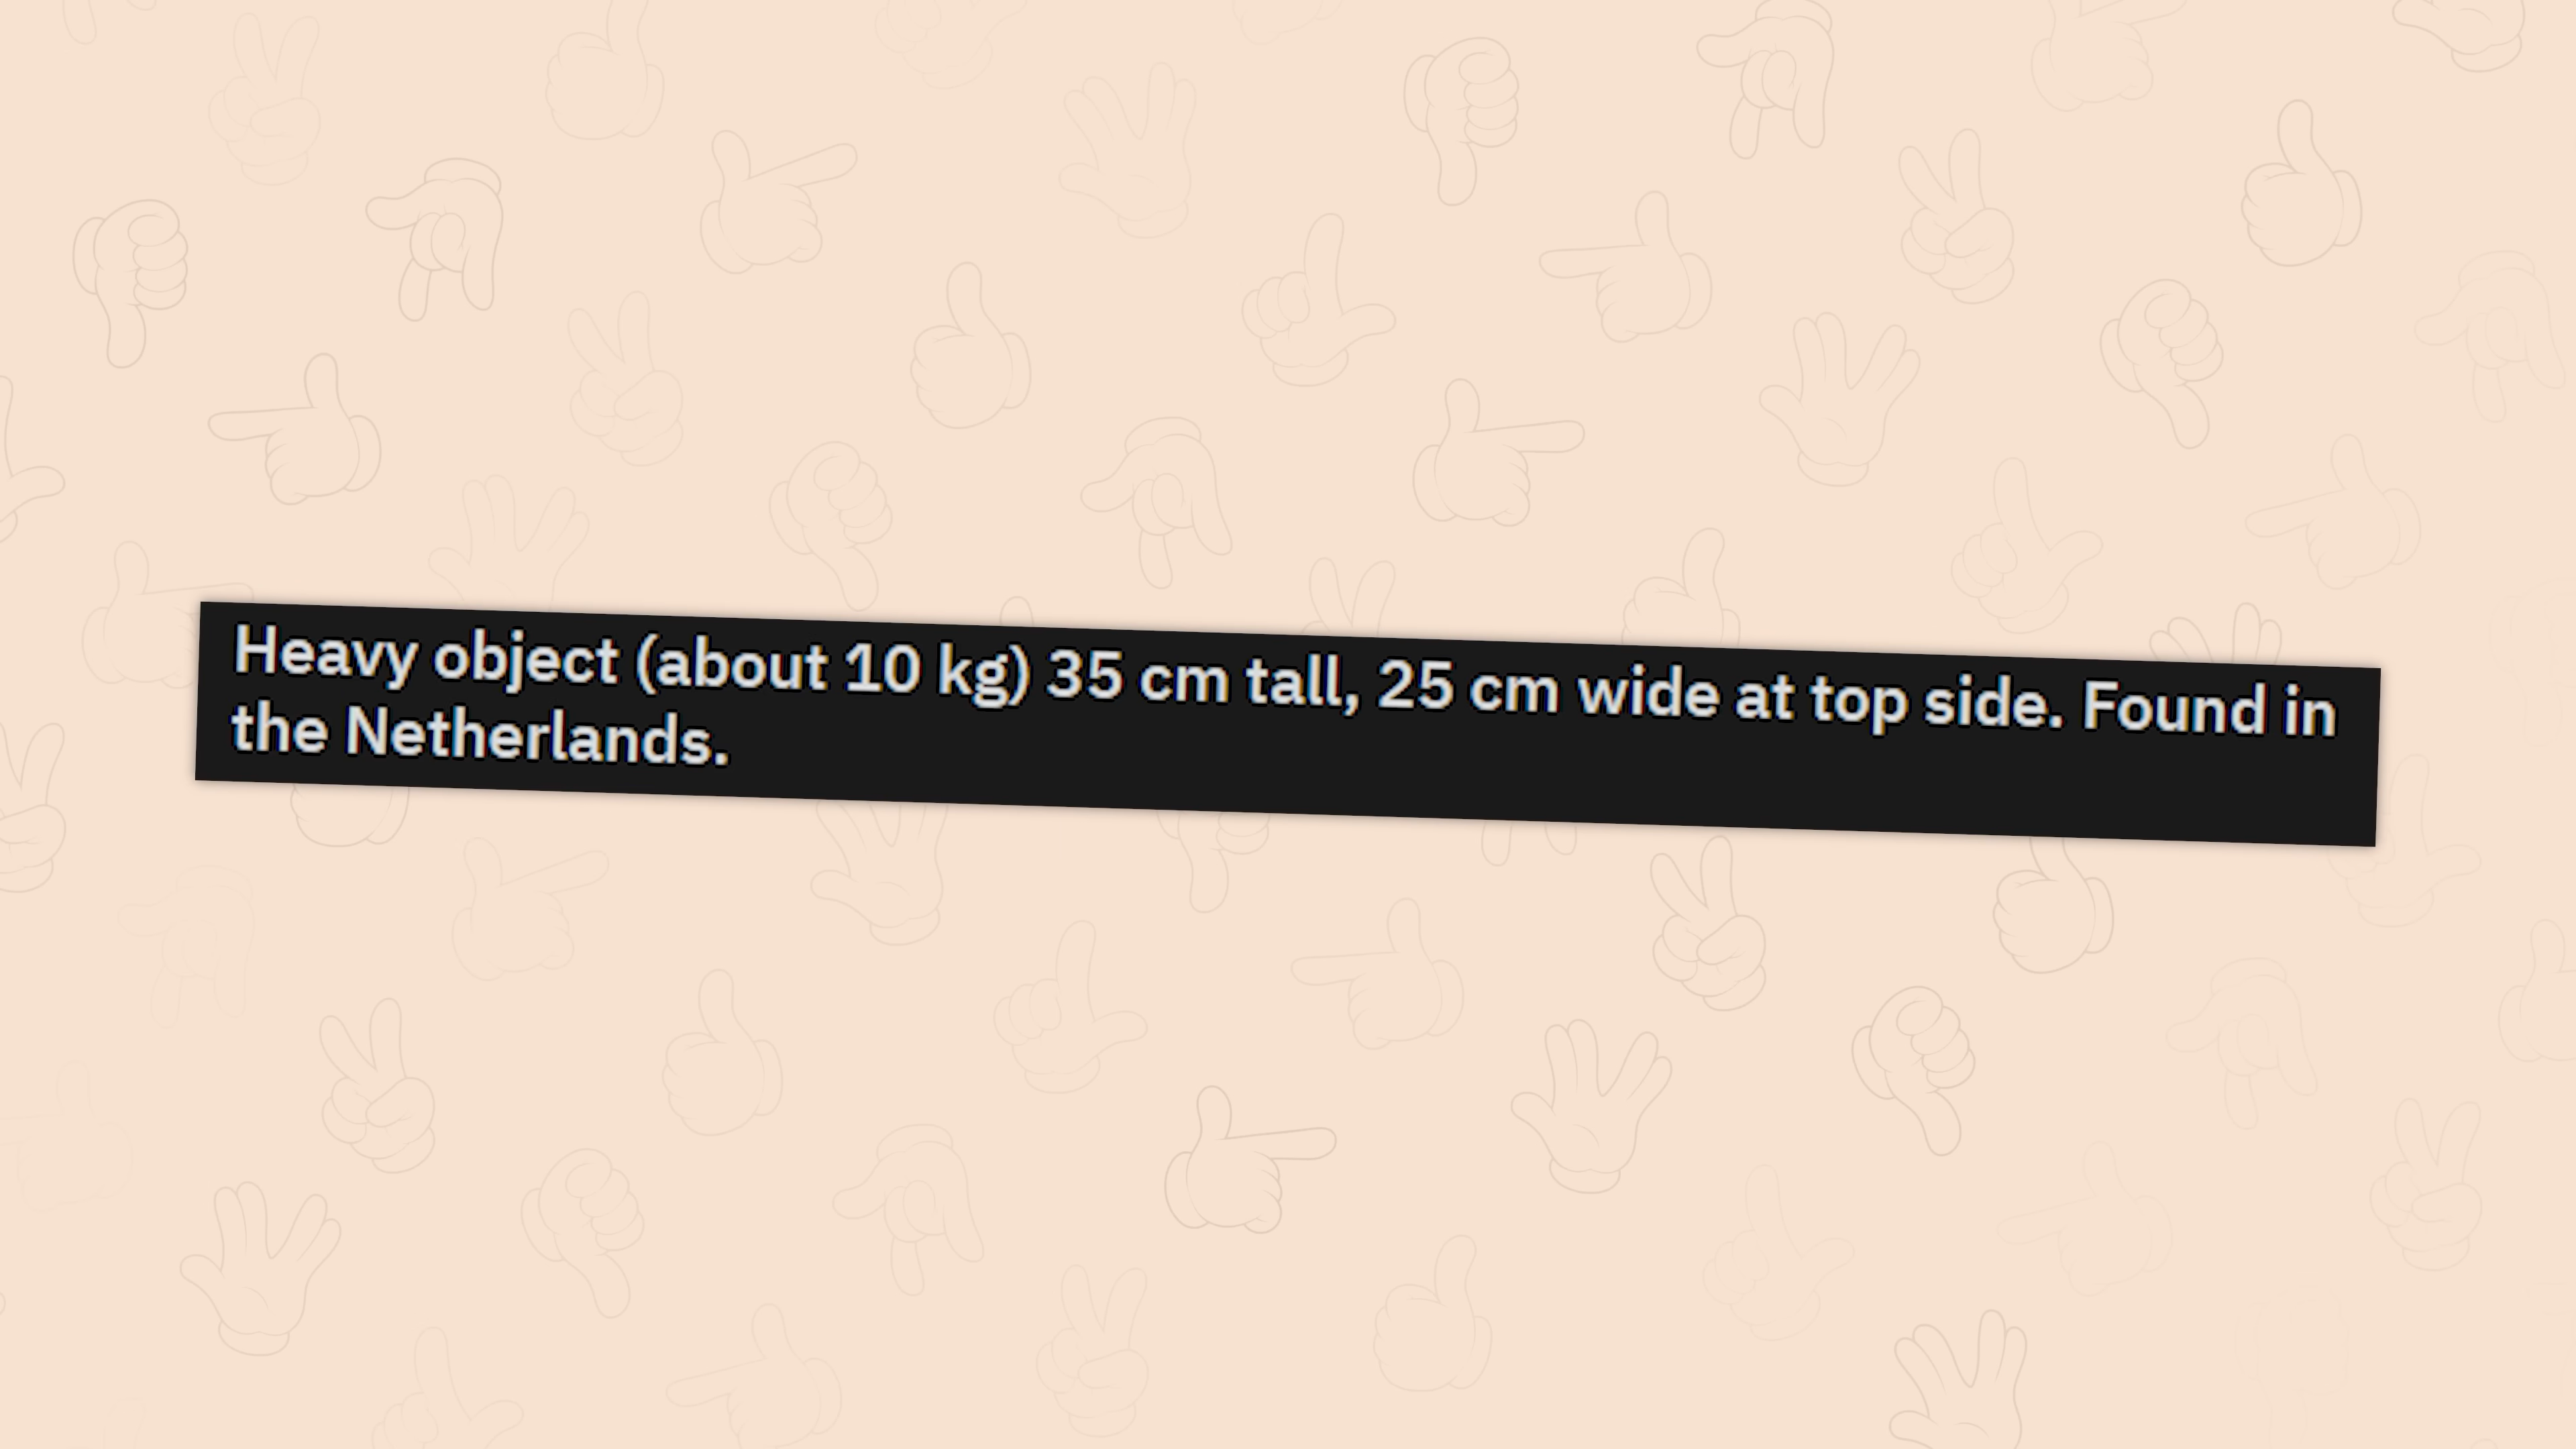 Heavy object (about 10 kg) 35 cm tall, 25 cm wide at top side. Found in
the Netherlands.